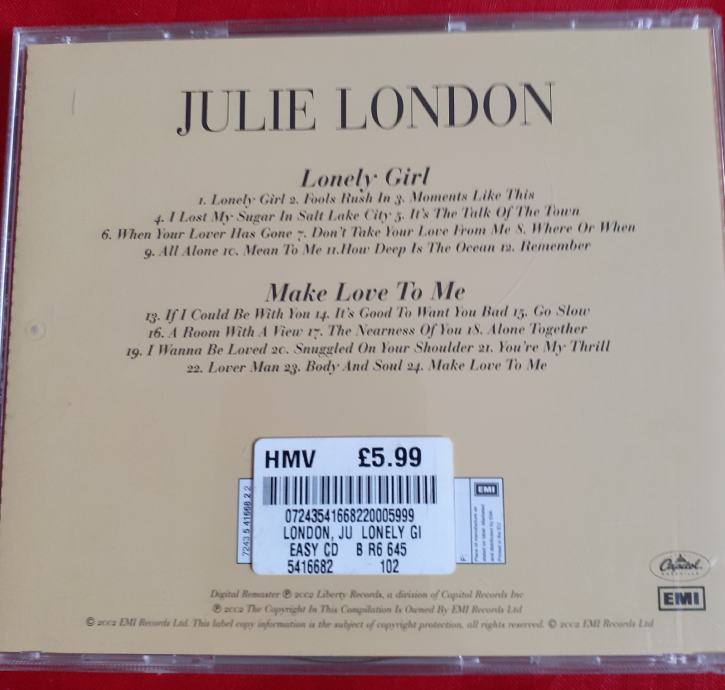 JULIE LONDON
Lonely Girl
1. Lonely Girl 2. Fools Rush In 3. Moments Like This
4. I Lost My Sugar In Salt Lake City 5. It's The Talk Of The Town
6. When Your Lover Has Gone 7. Don't Take Your Love From Me 8. Where Or When
9. All Alone 10. Mean To Me 11.How Deep Is The Ocean 12. Remember
Make Love To Me
13. If I Could Be With You 14. It's Good To Want You Bad 15. Go Slow
16. A Room With A View 17. The Nearness Of You 18. Alone Together
19. I Wanna Be Loved 20. Snuggled On Your Shoulder 21. You're My Thrill
22. Lover Man 23. Body And Soul 24. Make Love To Me
HMV £5.99
07243541668220005999
LONDON, JU LONELY GI
EASY CD B R6 645
5416682 102
7243 5 41668 2 2
EMI
Digital Remaster ℗ 2002 Liberty Records, a division of Capitol Records Inc
℗ 2002 The Copyright In This Compilation Is Owned By EMI Records Ltd
© 2002 EMI Records Ltd. This label copy information is the subject of copyright protection. all rights reserved. © 2002 EMI Records Ltd
Capitol
EMI